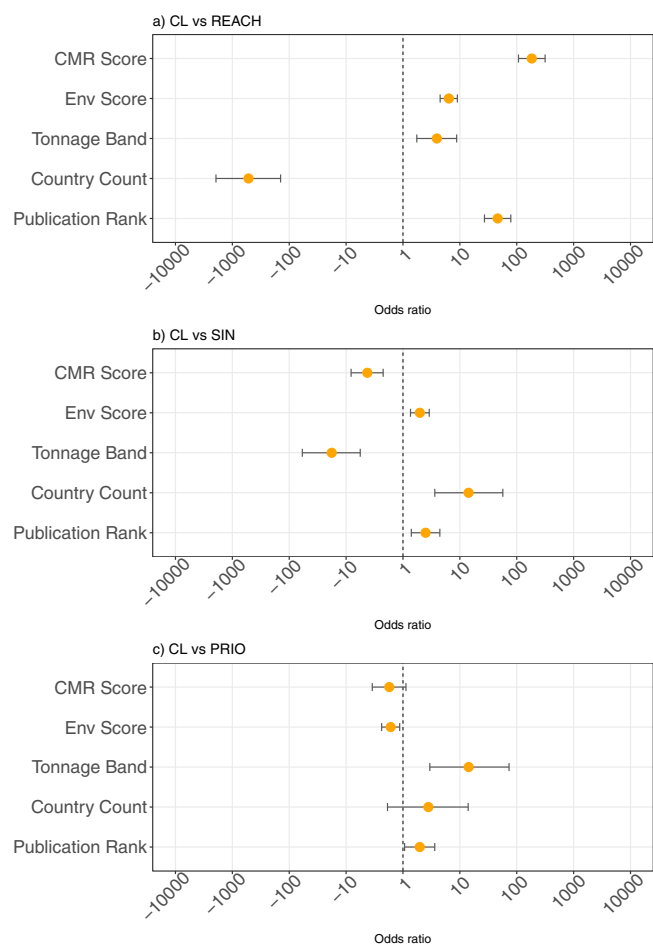 a) CL vs REACH
CMR Score
Env Score
Tonnage Band
Country Count
Publication Rank
−10000 −1000 −100 −10 1 10 100 1000 10000
Odds ratio
b) CL vs SIN
CMR Score
Env Score
Tonnage Band
Country Count
Publication Rank
−10000 −1000 −100 −10 1 10 100 1000 10000
Odds ratio
c) CL vs PRIO
CMR Score
Env Score
Tonnage Band
Country Count
Publication Rank
−10000 −1000 −100 −10 1 10 100 1000 10000
Odds ratio